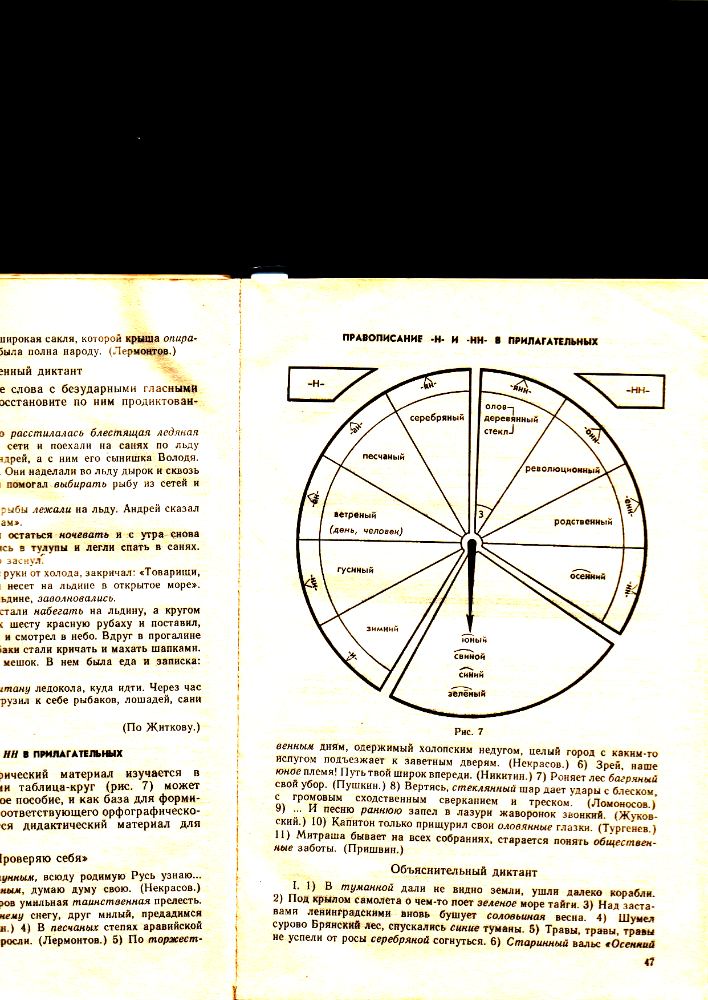 широкая сакля, которой крыша опира-
была полна народу. (Лермонтов.)
диктант
е слова с безударными гласными
осстановите по ним продиктован-
о расстилалась блестящая ледяная
сети и поехали на санях по льду
ндрей, а с ним его сынишка Володя.
Они наделали во льду дырок и сквозь
помогал выбирать рыбу из сетей и
рыбы лежали на льду. Андрей сказал
ам».
остаться ночевать и с утра снова
ись в тулупы и легли спать в санях.
о заснул.
руки от холода, закричал: «Товарищи,
несет на льдине в открытое море».
ьдине, заволновались.
стали набегать на льдину, а кругом
к шесту красную рубаху и поставил,
и смотрел в небо. Вдруг в прогалине
баки стали кричать и махать шапками.
мешок. В нем была еда и записка:
итану ледокола, куда идти. Через час
рузил к себе рыбаков, лошадей, сани
(По Житкову.)
НН В ПРИЛАГАТЕЛЬНЫХ
рический материал изучается в
ми таблица-круг (рис. 7) может
ое пособие, и как база для форми-
оответствующего орфографическо-
ся дидактический материал для
Проверяю себя»
унным, всюду родимую Русь узнаю...
ным, думаю думу свою. (Некрасов.)
ров умильная таинственная прелесть.
нему снегу, друг милый, предадимся
н.) 4) В песчаных степях аравийской
росли. (Лермонтов.) 5) По торжест-
ПРАВОПИСАНИЕ -Н- И -НН- В ПРИЛАГАТЕЛЬНЫХ
-Н-
-НН-
-ян-
серебряный
-ан-
песчаный
-ен-
ветреный
(день, человек)
-ин-
гусиный
-н-
зимний
-янн-
олов
деревянный
стекл
3
-онн-
революционный
-енн-
родственный
-нн-
осенний
юный
свиной
синий
зелёный
Рис. 7
венным дням, одержимый холопским недугом, целый город с каким-то
испугом подъезжает к заветным дверям. (Некрасов.) 6) Зрей, наше
юное племя! Путь твой широк впереди. (Никитин.) 7) Роняет лес багряный
свой убор. (Пушкин.) 8) Вертясь, стеклянный шар дает удары с блеском,
с громовым сходственным сверканием и треском. (Ломоносов.)
9) ... И песню раннюю запел в лазури жаворонок звонкий. (Жуков-
ский.) 10) Капитон только прищурил свои оловянные глазки. (Тургенев.)
11) Митраша бывает на всех собраниях, старается понять обществен-
ные заботы. (Пришвин.)
Объяснительный диктант
I. 1) В туманной дали не видно земли, ушли далеко корабли.
2) Под крылом самолета о чем-то поет зеленое море тайги. 3) Над заста-
вами ленинградскими вновь бушует соловьиная весна. 4) Шумел
сурово Брянский лес, спускались синие туманы. 5) Травы, травы, травы
не успели от росы серебряной согнуться. 6) Старинный вальс «Осенний
47